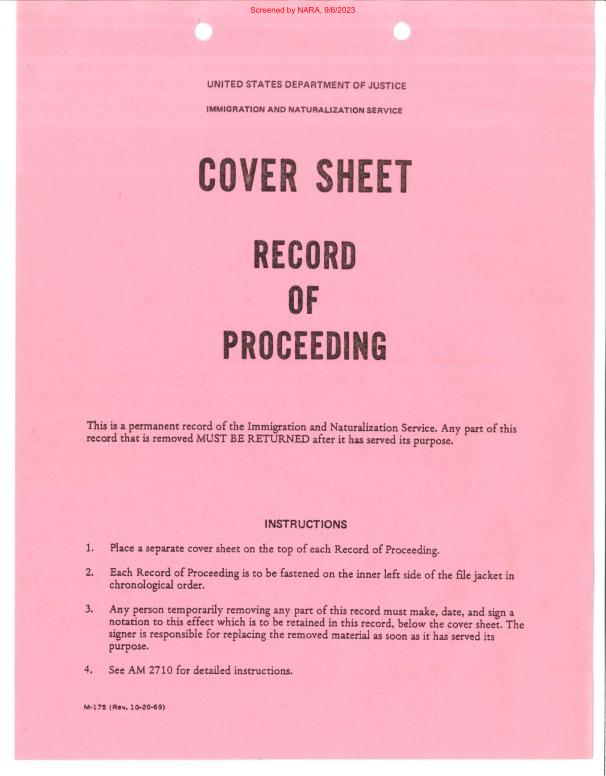 Screened by NARA, 9/6/2023
UNITED STATES DEPARTMENT OF JUSTICE
IMMIGRATION AND NATURALIZATION SERVICE
COVER SHEET
RECORD
OF
PROCEEDING
This is a permanent record of the Immigration and Naturalization Service. Any part of this
record that is removed MUST BE RETURNED after it has served its purpose.
INSTRUCTIONS
1. Place a separate cover sheet on the top of each Record of Proceeding.
2. Each Record of Proceeding is to be fastened on the inner left side of the file jacket in
chronological order.
3. Any person temporarily removing any part of this record must make, date, and sign a
notation to this effect which is to be retained in this record, below the cover sheet. The
signer is responsible for replacing the removed material as soon as it has served its
purpose.
4. See AM 2710 for detailed instructions.
M-175 (Rev. 10-20-69)